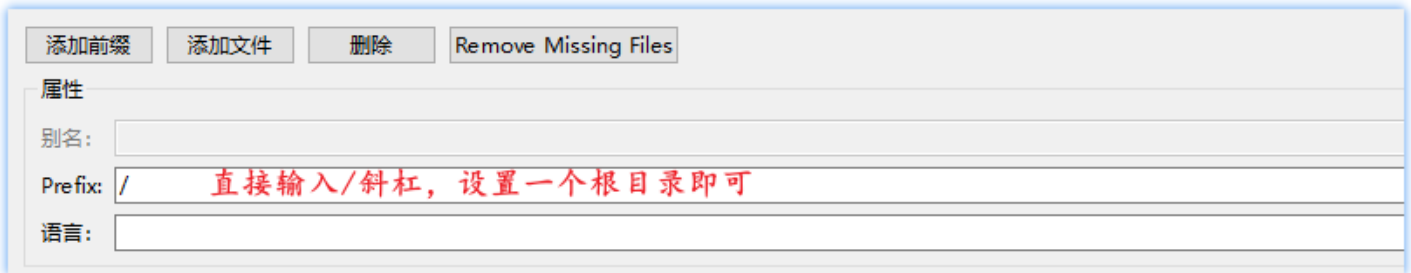 添加前缀 添加文件 删除 Remove Missing Files
属性
别名:
Prefix: / 直接输入/斜杠，设置一个根目录即可
语言: